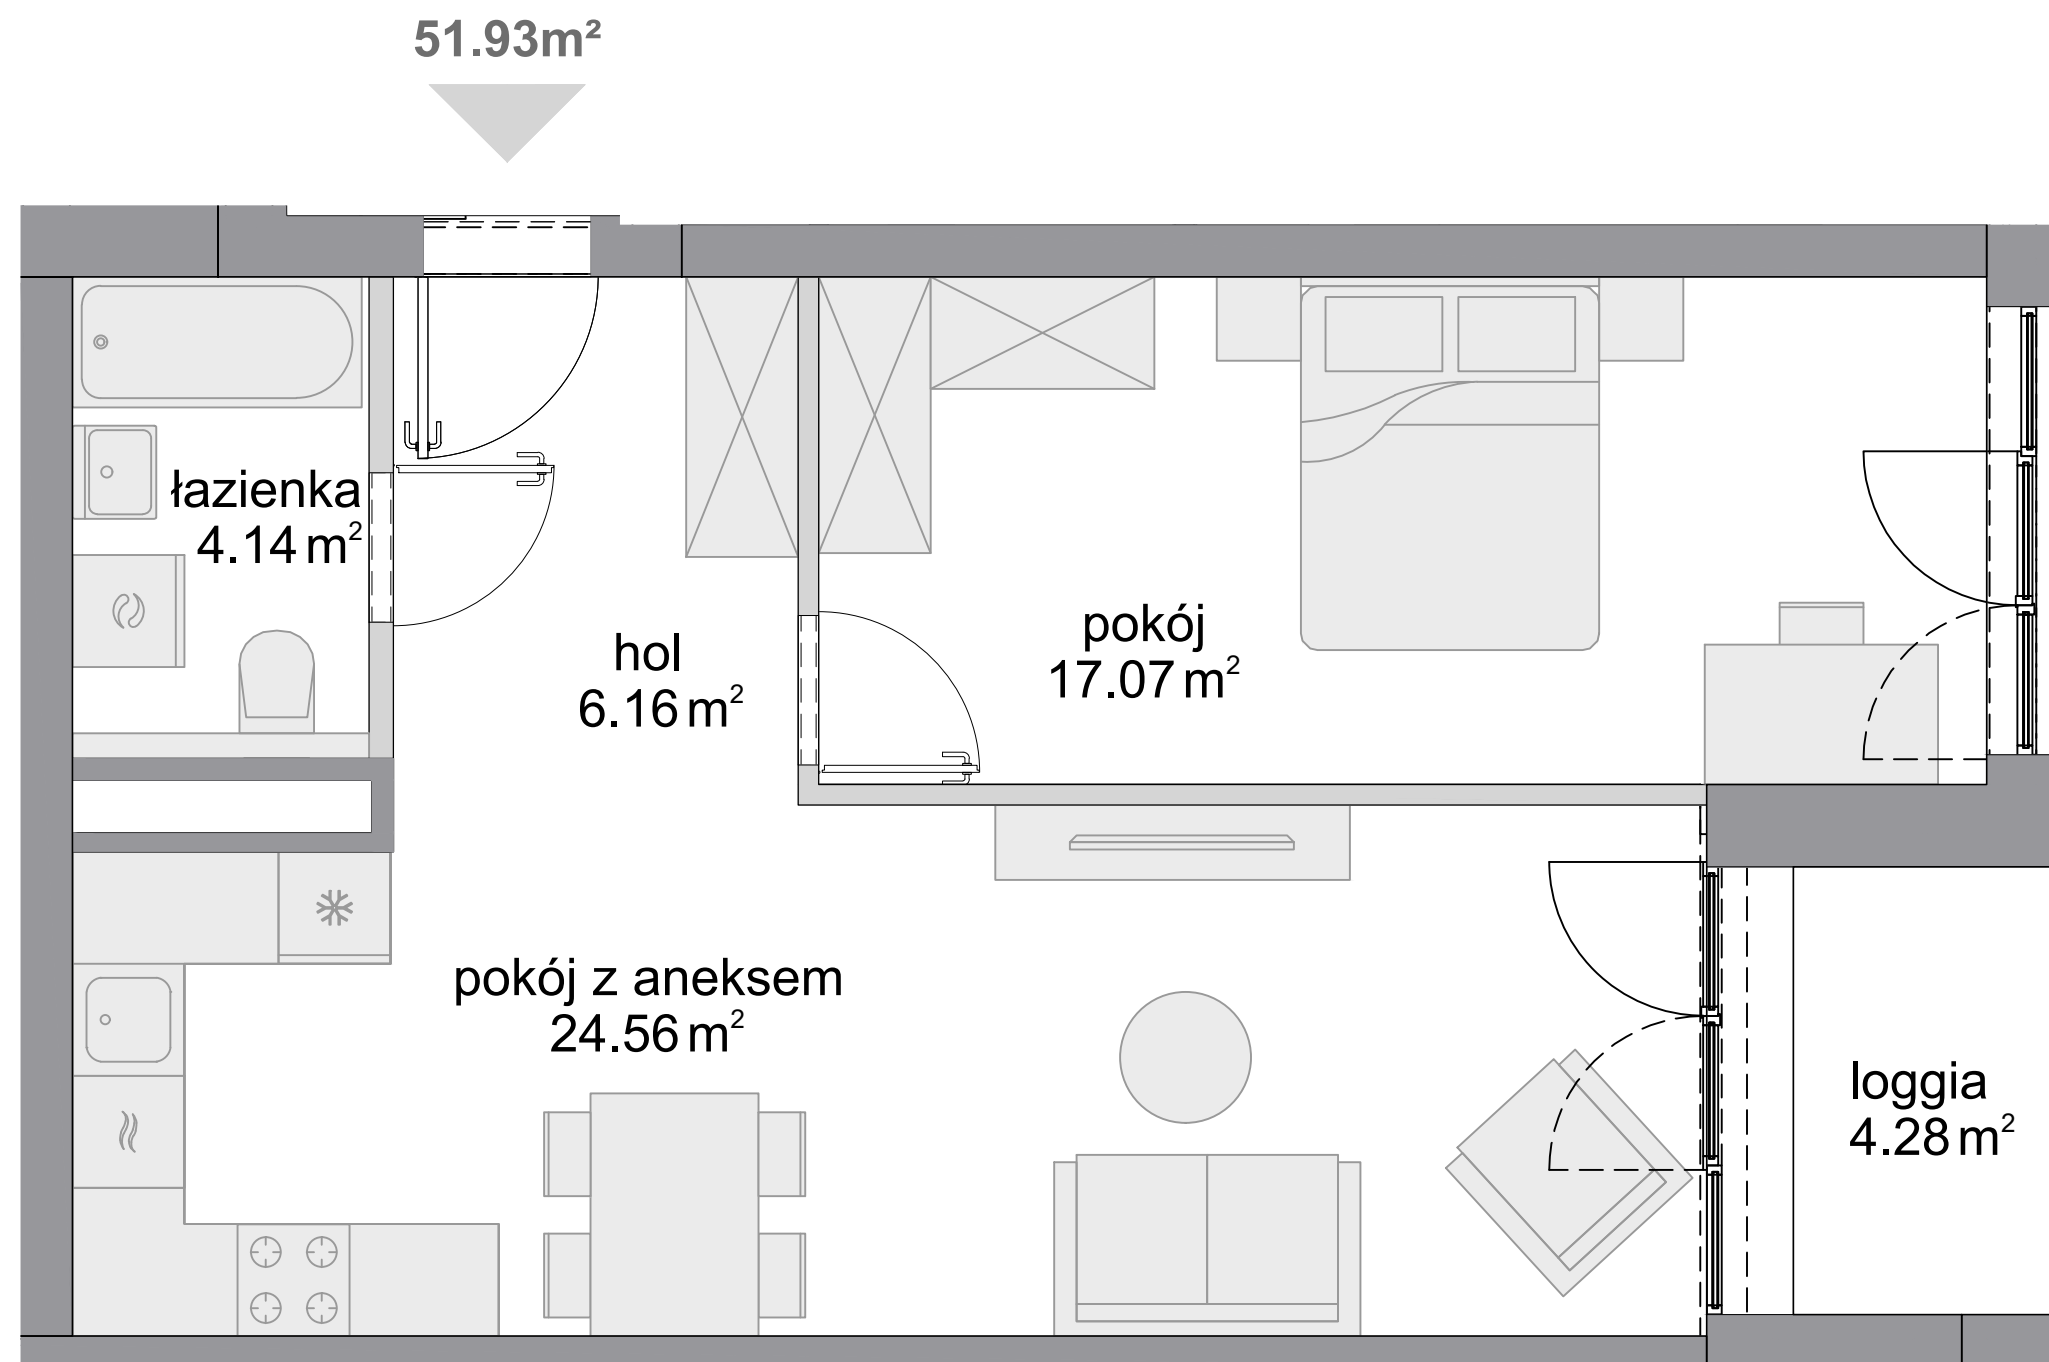 51.93m²
łazienka
4.14 m²
hol
6.16 m²
pokój
17.07 m²
pokój z aneksem
24.56 m²
loggia
4.28 m²